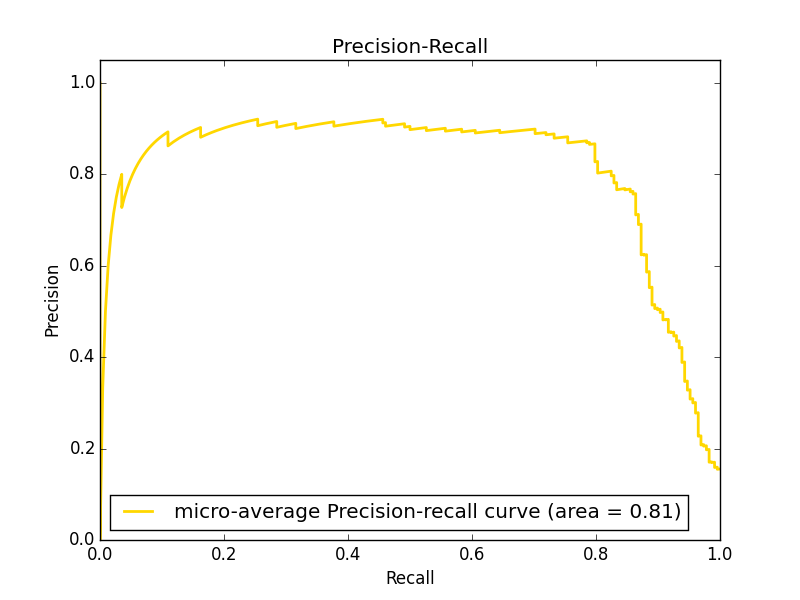 Precision-Recall
1.0
0.8
0.6
0.4
0.2
0.0
Precision
micro-average Precision-recall curve (area = 0.81)
0.0 0.2 0.4 0.6 0.8 1.0
Recall